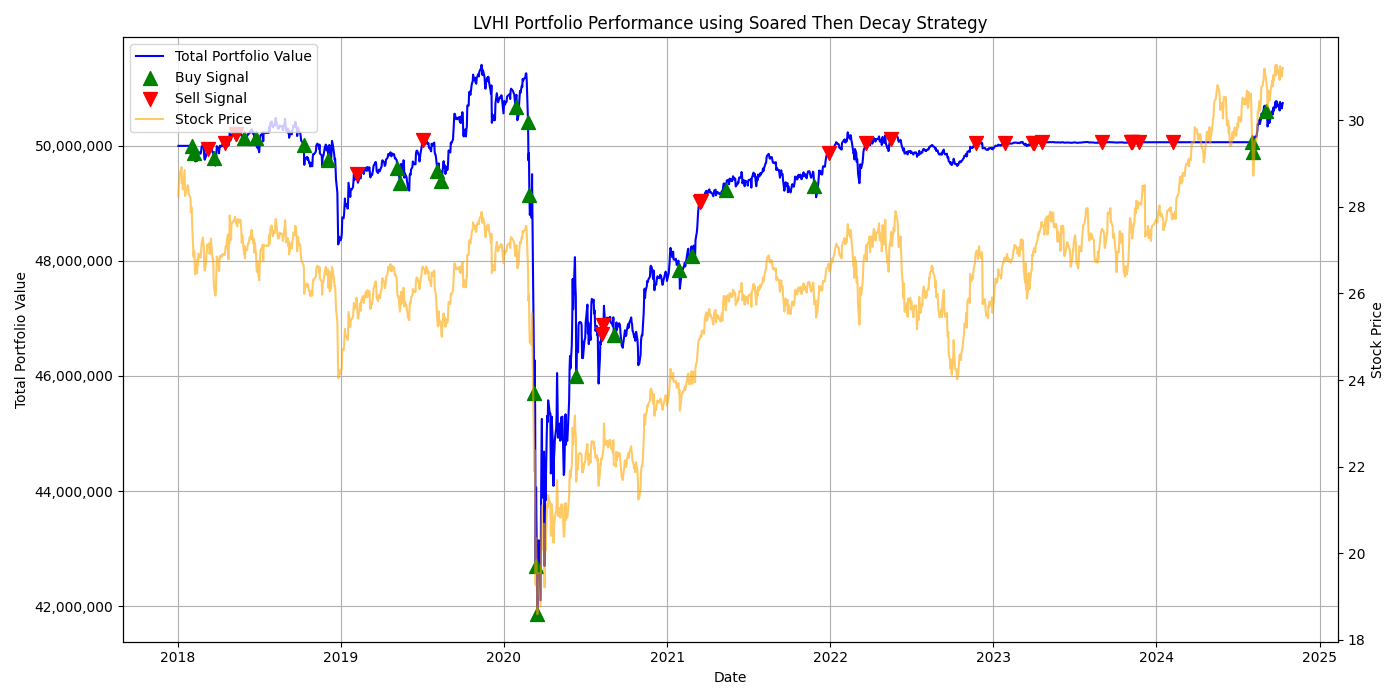 LVHI Portfolio Performance using Soared Then Decay Strategy
Total Portfolio Value
Buy Signal
Sell Signal
Stock Price
50,000,000
48,000,000
46,000,000
44,000,000
42,000,000
Total Portfolio Value
30
28
26
24
22
20
18
Stock Price
2018
2019
2020
2021
2022
2023
2024
2025
Date